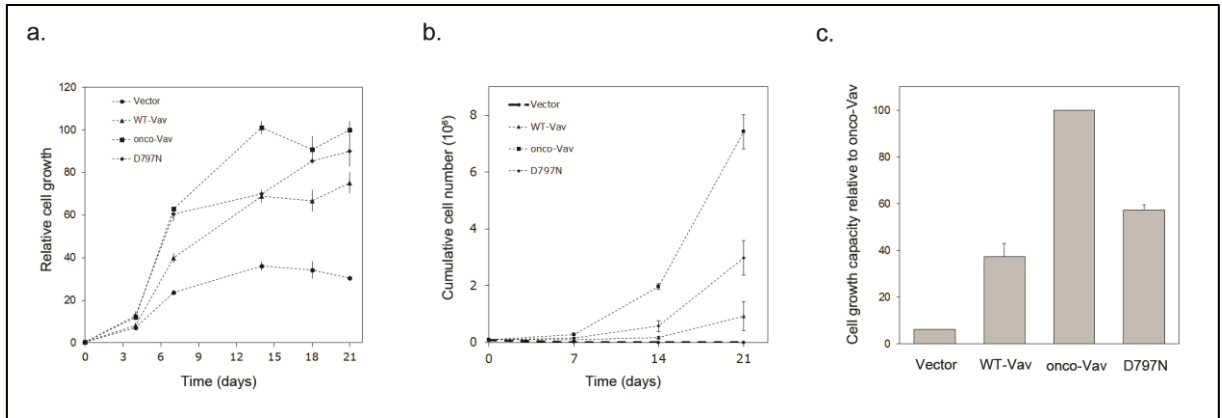 a.
Relative cell growth
120
100
80
60
40
20
0
Vector
WT-Vav
onco-Vav
D797N
0 3 6 9 12 15 18 21
Time (days)
b.
Cumulative cell number (10⁶)
8
6
4
2
0
Vector
WT-Vav
onco-Vav
D797N
0 7 14 21
Time (days)
c.
Cell growth capacity relative to onco-Vav
100
80
60
40
20
0
Vector WT-Vav onco-Vav D797N